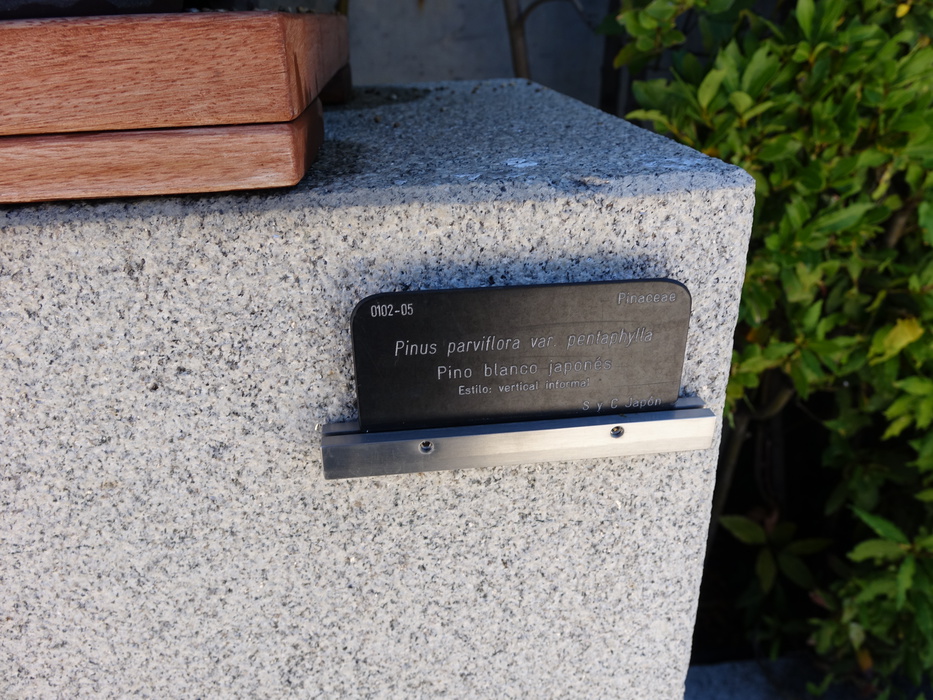 0102-05 Pinaceae
Pinus parviflora var. pentaphylla
Pino blanco japonés
Estilo: vertical informal
S y C Japón